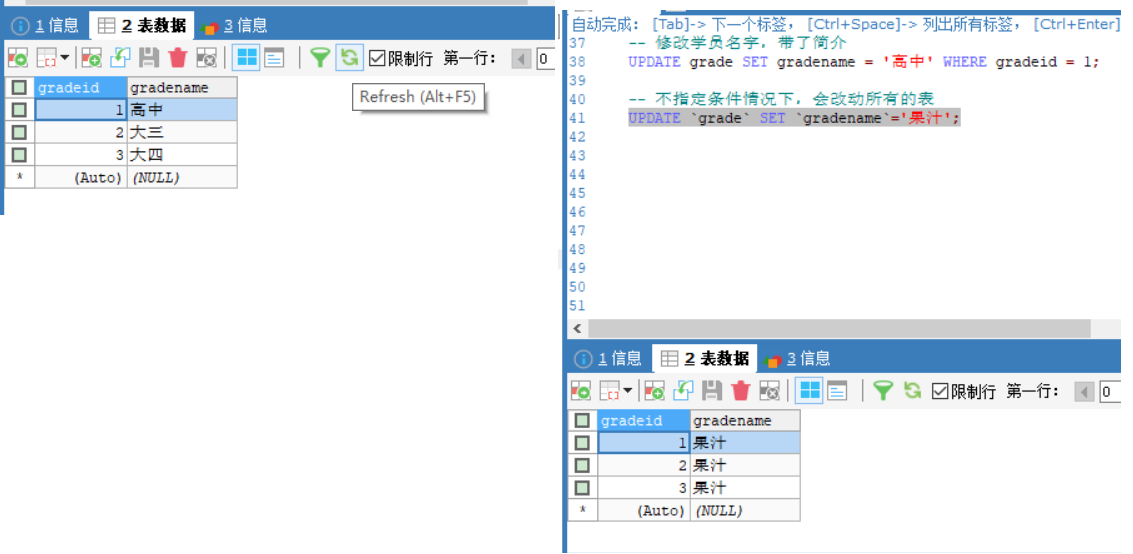 1 信息 2 表数据 3 信息
限制行 第一行: 0
gradeid gradename
1 高中
Refresh (Alt+F5)
2 大三
3 大四
* (Auto) (NULL)
自动完成: [Tab]-> 下一个标签, [Ctrl+Space]-> 列出所有标签, [Ctrl+Enter]
37 -- 修改学员名字，带了简介
38 UPDATE grade SET gradename = '高中' WHERE gradeid = 1;
39
40 -- 不指定条件情况下，会改动所有的表
41 UPDATE `grade` SET `gradename`='果汁';
42
43
44
45
46
47
48
49
50
51
1 信息 2 表数据 3 信息
限制行 第一行: 0
gradeid gradename
1 果汁
2 果汁
3 果汁
* (Auto) (NULL)